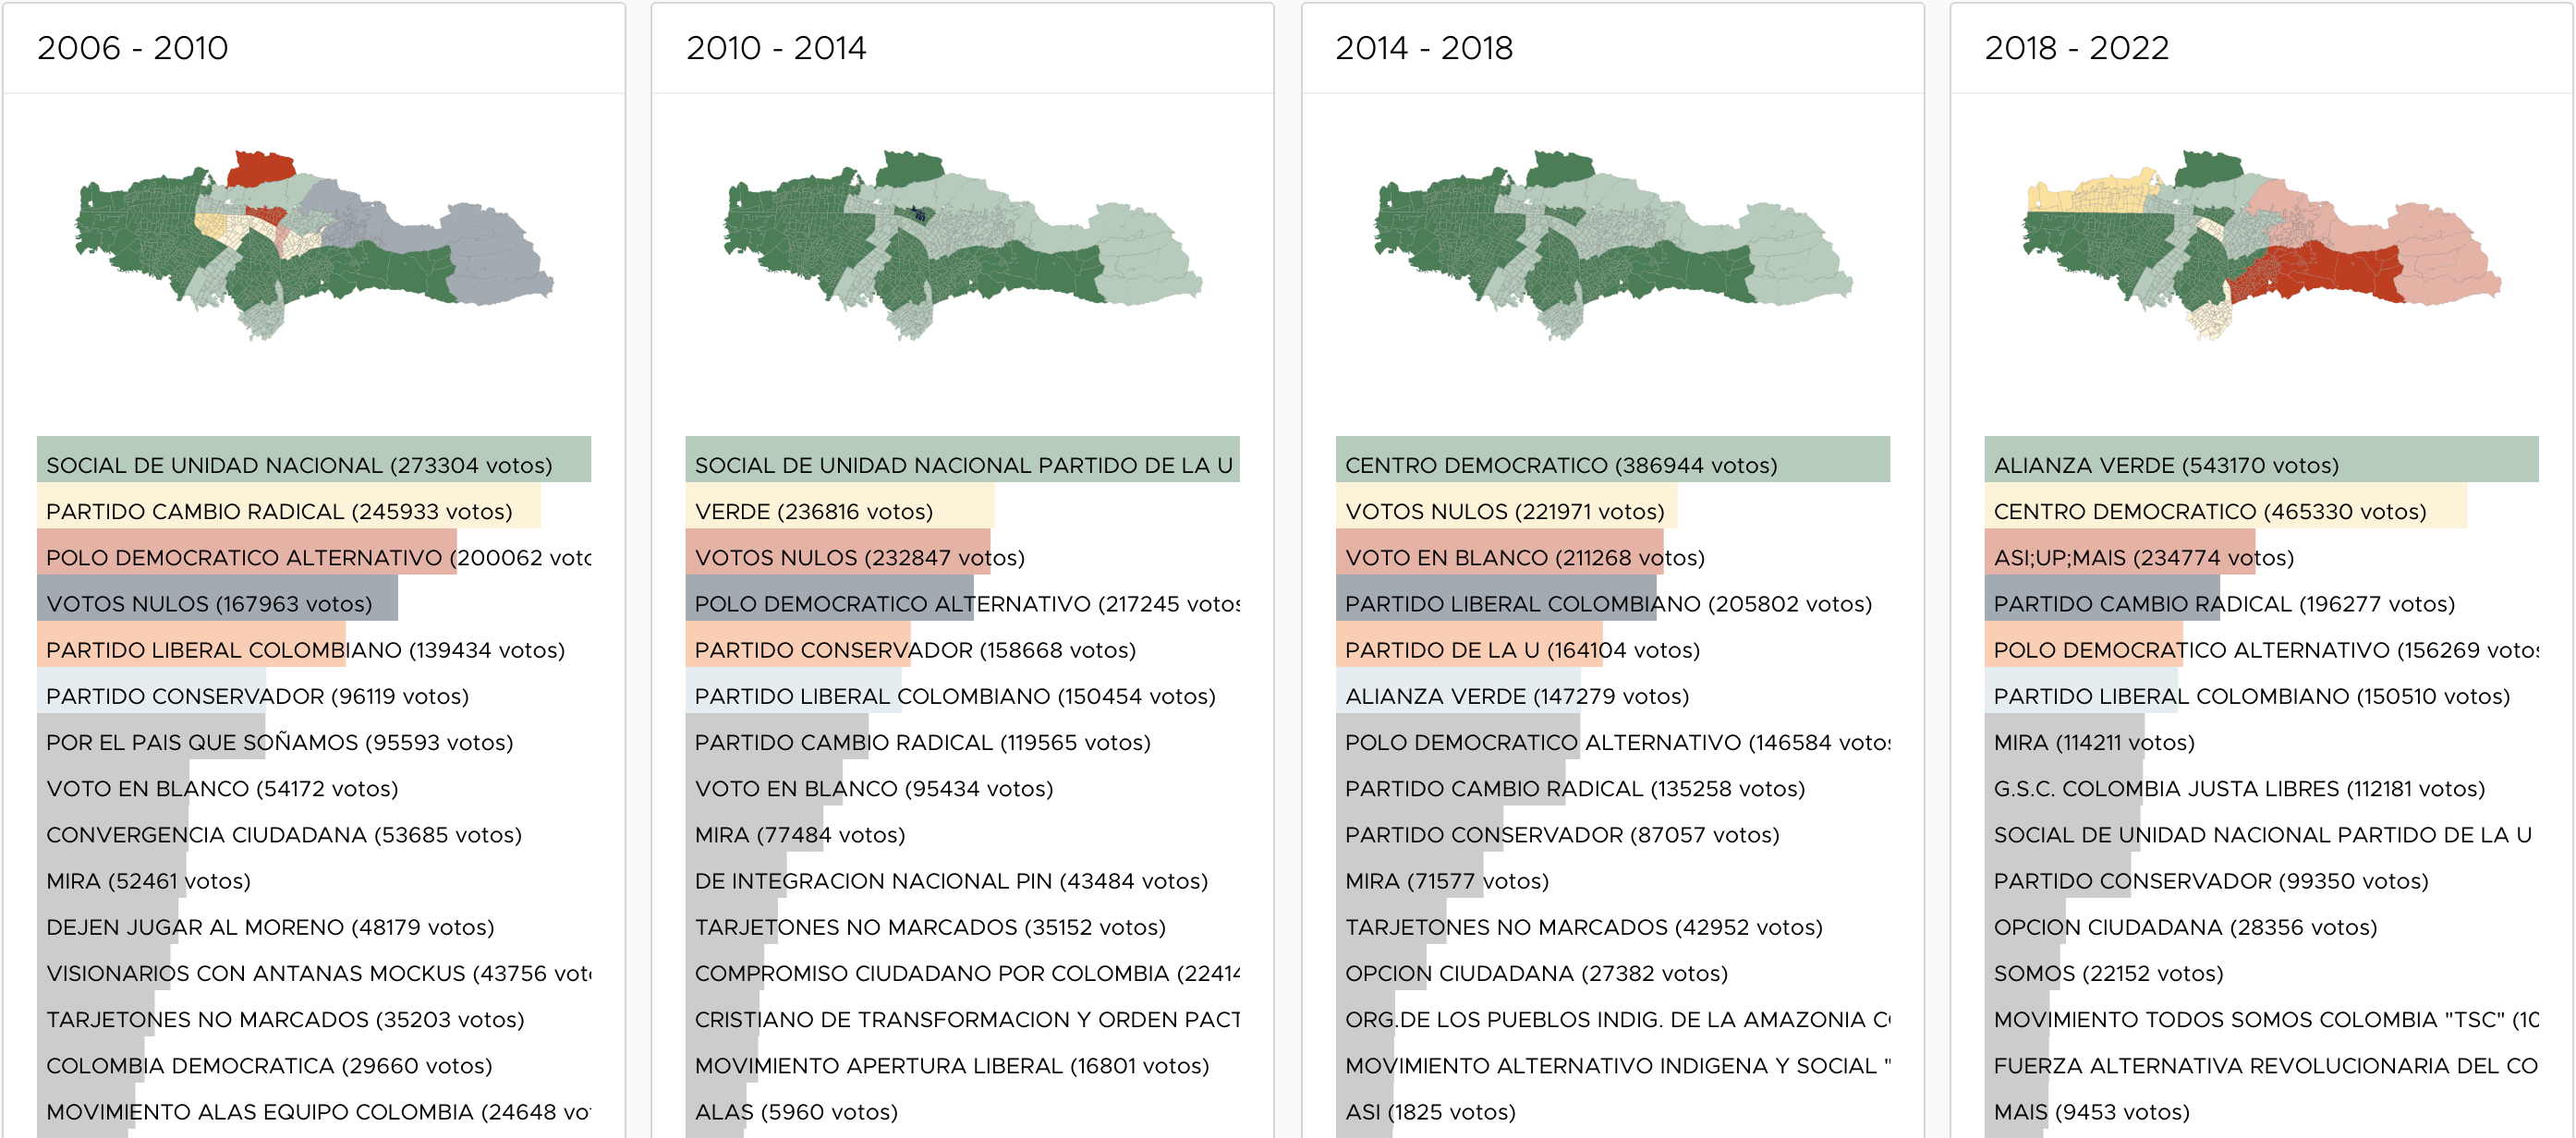 2006 - 2010
SOCIAL DE UNIDAD NACIONAL (273304 votos)
PARTIDO CAMBIO RADICAL (245933 votos)
POLO DEMOCRATICO ALTERNATIVO (200062
VOTOS NULOS (167963 votos)
PARTIDO LIBERAL COLOMBIANO (139434 votos)
PARTIDO CONSERVADOR (96119 votos)
POR EL PAIS QUE SOÑAMOS (95593 votos)
VOTO EN BLANCO (54172 votos)
CONVERGENCIA CIUDADANA (53685 votos)
MIRA (52461 votos)
DEJEN JUGAR AL MORENO (48179 votos)
VISIONARIOS CON ANTANAS MOCKUS (43756
TARJETONES NO MARCADOS (35203 votos)
COLOMBIA DEMOCRATICA (29660 votos)
MOVIMIENTO ALAS EQUIPO COLOMBIA (24648
2010 - 2014
SOCIAL DE UNIDAD NACIONAL PARTIDO DE LA U
VERDE (236816 votos)
VOTOS NULOS (232847 votos)
POLO DEMOCRATICO ALTERNATIVO (217245 votos
PARTIDO CONSERVADOR (158668 votos)
PARTIDO LIBERAL COLOMBIANO (150454 votos)
PARTIDO CAMBIO RADICAL (119565 votos)
VOTO EN BLANCO (95434 votos)
MIRA (77484 votos)
DE INTEGRACION NACIONAL PIN (43484 votos)
TARJETONES NO MARCADOS (35152 votos)
COMPROMISO CIUDADANO POR COLOMBIA (22414
CRISTIANO DE TRANSFORMACION Y ORDEN PACT
MOVIMIENTO APERTURA LIBERAL (16801 votos)
ALAS (5960 votos)
2014 - 2018
CENTRO DEMOCRATICO (386944 votos)
VOTOS NULOS (221971 votos)
VOTO EN BLANCO (211268 votos)
PARTIDO LIBERAL COLOMBIANO (205802 votos)
PARTIDO DE LA U (164104 votos)
ALIANZA VERDE (147279 votos)
POLO DEMOCRATICO ALTERNATIVO (146584 votos
PARTIDO CAMBIO RADICAL (135258 votos)
PARTIDO CONSERVADOR (87057 votos)
MIRA (71577 votos)
TARJETONES NO MARCADOS (42952 votos)
OPCION CIUDADANA (27382 votos)
ORG.DE LOS PUEBLOS INDIG. DE LA AMAZONIA
MOVIMIENTO ALTERNATIVO INDIGENA Y SOCIAL "
ASI (1825 votos)
2018 - 2022
ALIANZA VERDE (543170 votos)
CENTRO DEMOCRATICO (465330 votos)
ASI;UP;MAIS (234774 votos)
PARTIDO CAMBIO RADICAL (196277 votos)
POLO DEMOCRATICO ALTERNATIVO (156269 votos
PARTIDO LIBERAL COLOMBIANO (150510 votos)
MIRA (114211 votos)
G.S.C. COLOMBIA JUSTA LIBRES (112181 votos)
SOCIAL DE UNIDAD NACIONAL PARTIDO DE LA U
PARTIDO CONSERVADOR (99350 votos)
OPCION CIUDADANA (28356 votos)
SOMOS (22152 votos)
MOVIMIENTO TODOS SOMOS COLOMBIA "TSC" (10
FUERZA ALTERNATIVA REVOLUCIONARIA DEL CO
MAIS (9453 votos)